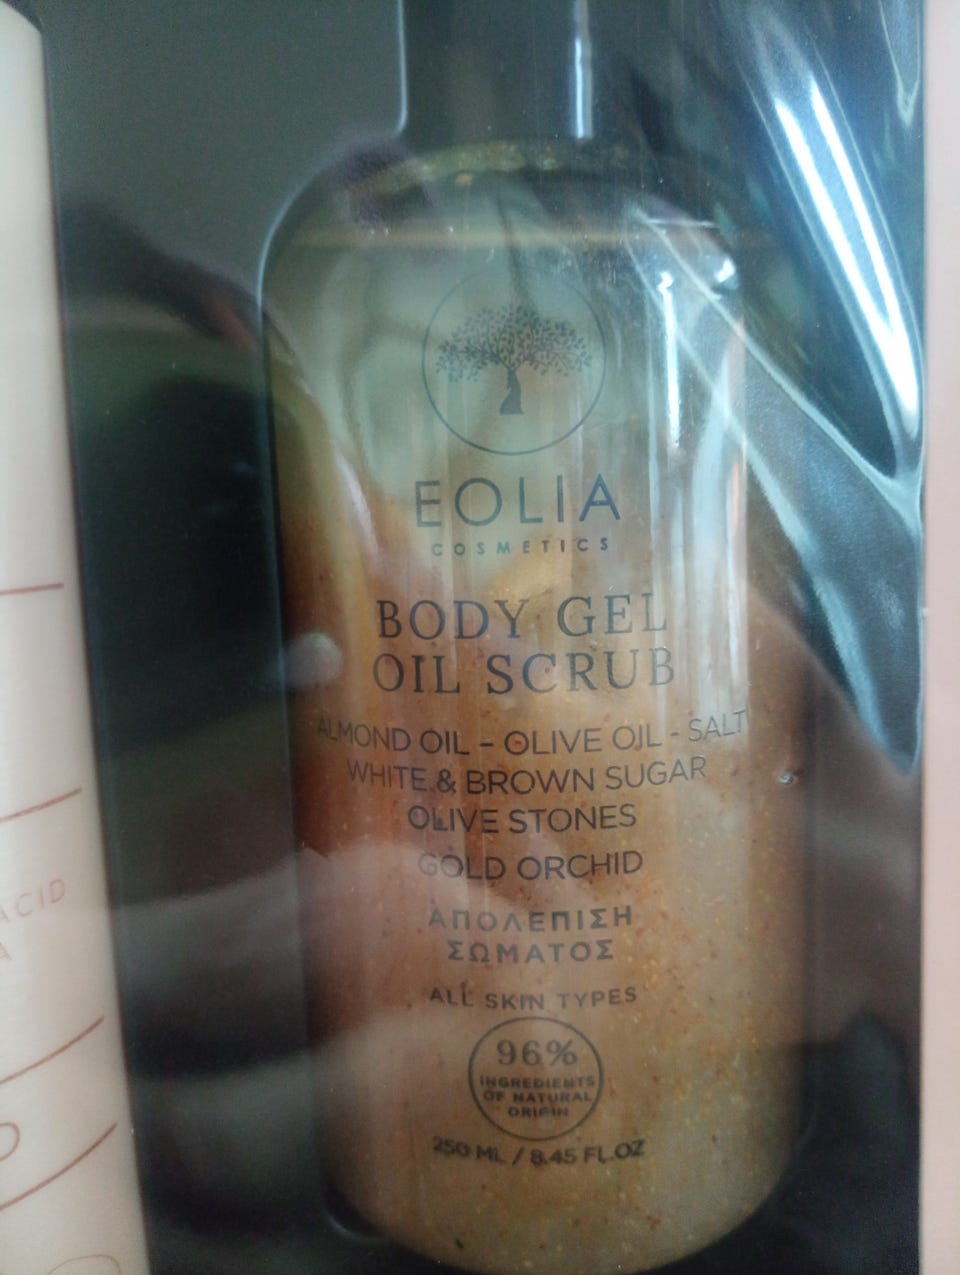 EOLIA
COSMETICS
BODY GEL
OIL SCRUB
ALMOND OIL – OLIVE OIL - SALT
WHITE & BROWN SUGAR
OLIVE STONES
GOLD ORCHID
ΑΠΟΛΕΠΙΣΗ
ΣΩΜΑΤΟΣ
ALL SKIN TYPES
96%
INGREDIENTS
OF NATURAL
ORIGIN
250 ML / 8.45 FL.OZ
ACID